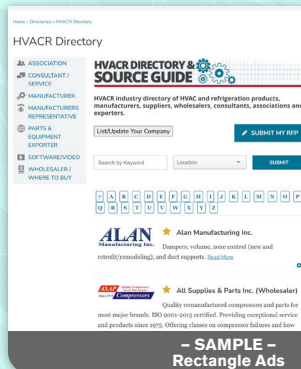 Home > Directories > HVACR Directory
HVACR Directory
ASSOCIATION
CONSULTANT /
SERVICE
MANUFACTURER
MANUFACTURERS
REPRESENTATIVE
PARTS &
EQUIPMENT
EXPORTER
SOFTWARE/VIDEO
WHOLESALER /
WHERE TO BUY
HVACR DIRECTORY &
SOURCE GUIDE
HVACR industry directory of HVAC and refrigeration products,
manufacturers, suppliers, wholesalers, consultants, associations and
exporters.
List/Update Your Company
SUBMIT MY RFP
Search by Keyword
Location
SUBMIT
A B C D E F G H I J K L M N O P
Q R S T U V W X Y Z
ALAN
Manufacturing Inc.
Alan Manufacturing Inc.
Dampers, volume, zone control (new and
retrofit/remodeling), and duct supports. Read More
ASAP
Compressors
All Supplies & Parts Inc. (Wholesaler)
Quality remanufactured compressors and parts for
most major brands. ISO 9001-2015 certified. Providing exceptional service
and products since 1975. Offering classes on compressor failures and how
– SAMPLE –
Rectangle Ads